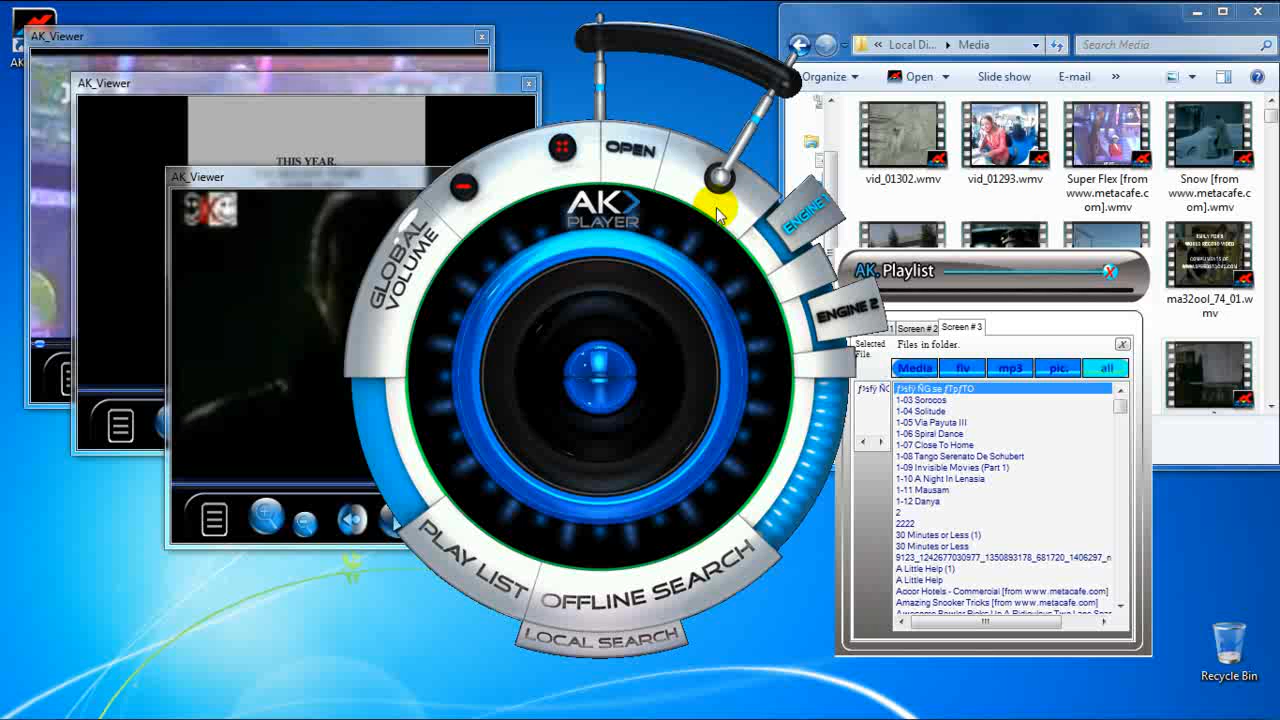 AK_Viewer
AK_Viewer
THIS YEAR.
AK_Viewer
OPEN
AK
PLAYER
GLOBAL
VOLUME
ENGINE 1
ENGINE 2
PLAY LIST
OFFLINE SEARCH
LOCAL SEARCH
« Local Di... ▸ Media
Search Media
Organize
Open
Slide show
E-mail
»
vid_01302.wmv
vid_01293.wmv
Super Flex [from
www.metacafe.c
om].wmv
Snow [from
www.metacafe.c
om].wmv
ma32ool_74_01.w
mv
AK. Playlist
Screen # 2
Screen # 3
Selected
File.
Files in folder.
X
Media
flv
mp3
pic.
all
1-03 Sorocos
1-04 Solitude
1-05 Via Payuta III
1-06 Spiral Dance
1-07 Close To Home
1-08 Tango Serenato De Schubert
1-09 Invisible Movies (Part 1)
1-10 A Night In Lenasia
1-11 Mausam
1-12 Danya
2
2222
30 Minutes or Less (1)
30 Minutes or Less
9123_1242677030977_1350893178_681720_1406297_n
A Little Help (1)
A Little Help
Accor Hotels - Commercial [from www.metacafe.com]
Amazing Snooker Tricks [from www.metacafe.com]
Recycle Bin